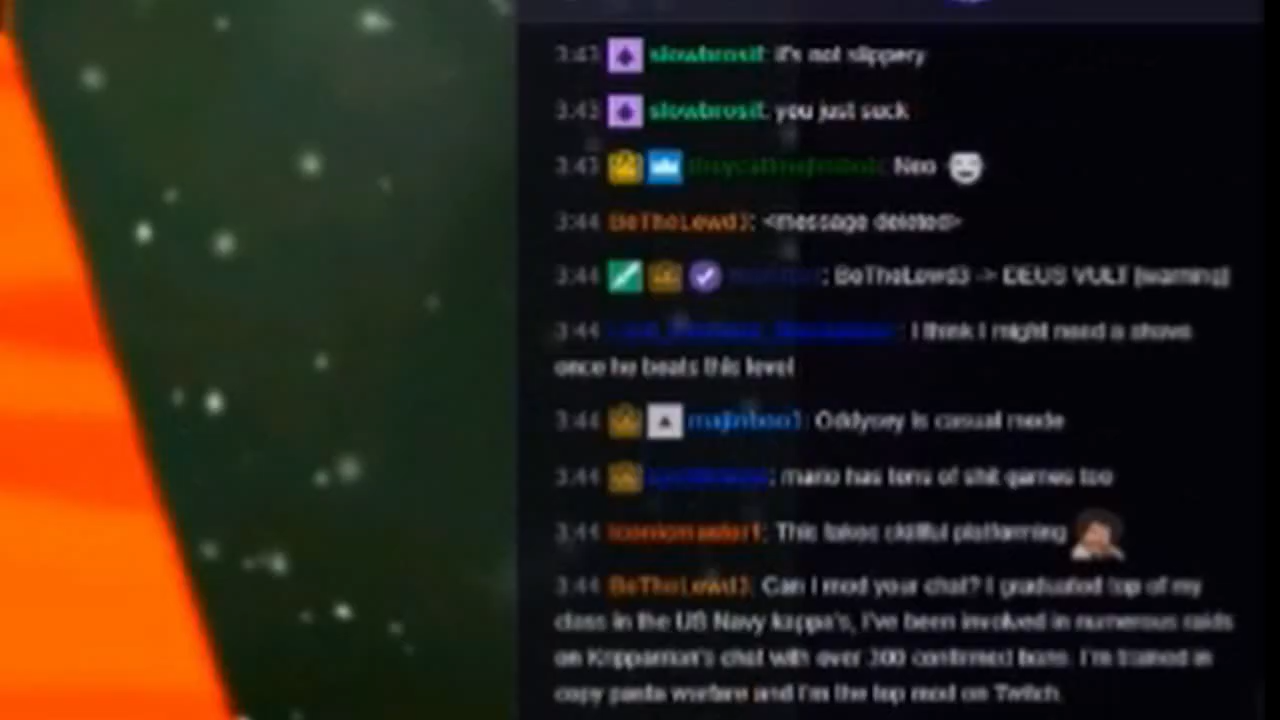 3:43 slowbrosif: it's not slippery
3:43 slowbrosif: you just suck
3:43 : Neo
3:44 BeTheLewd3: <message deleted>
3:44 : BeTheLewd3 -> DEUS VULT [warning]
3:44 : I think I might need a shave
once he beats this level
3:44 majinboo1: Oddysey is casual mode
3:44 : mario has tens of shit games too
3:44 iconicmaster1: This takes skillful platforming
3:44 BeTheLewd3: Can I mod your chat? I graduated top of my
class in the US Navy kappa's, I've been involved in numerous raids
on Kripparrian's chat with over 300 confirmed bans. I'm trained in
copy pasta warfare and I'm the top mod on Twitch.